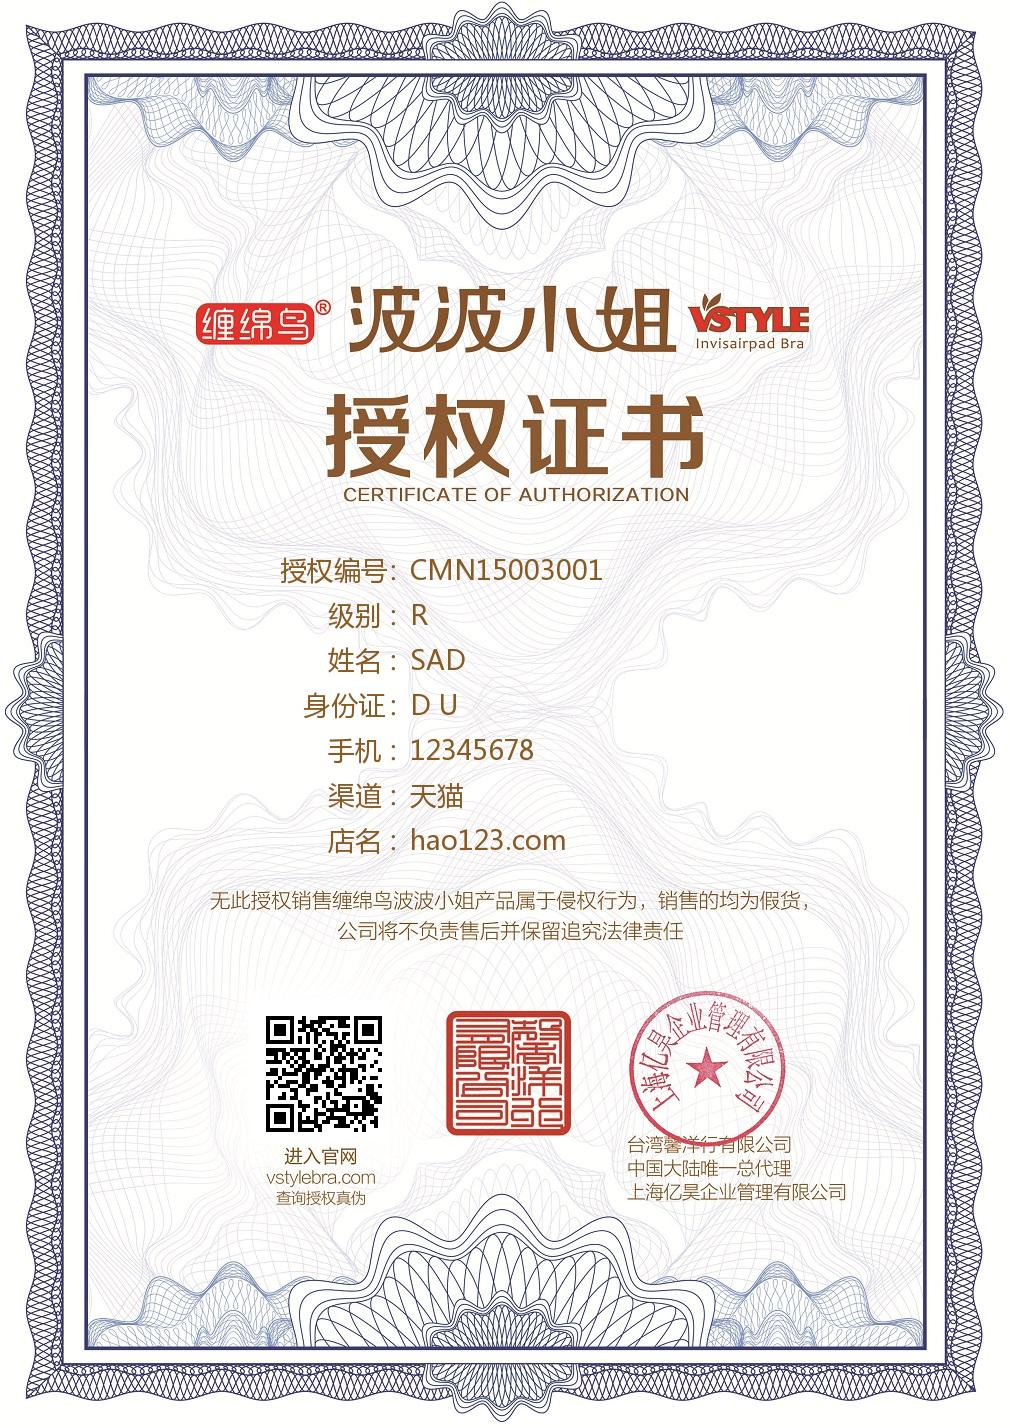 缠绵鸟® 波波小姐 VSTYLE
Invisairpad Bra
授权证书
CERTIFICATE OF AUTHORIZATION
授权编号：CMN15003001
级别：R
姓名：SAD
身份证：D U
手机：12345678
渠道：天猫
店名：hao123.com
无此授权销售缠绵鸟波波小姐产品属于侵权行为，销售的均为假货，
公司将不负责售后并保留追究法律责任
进入官网
vstylebra.com
查询授权真伪
馨洋行
有限公司
上海亿昊企业管理有限公司
台湾馨洋行有限公司
中国大陆唯一总代理
上海亿昊企业管理有限公司